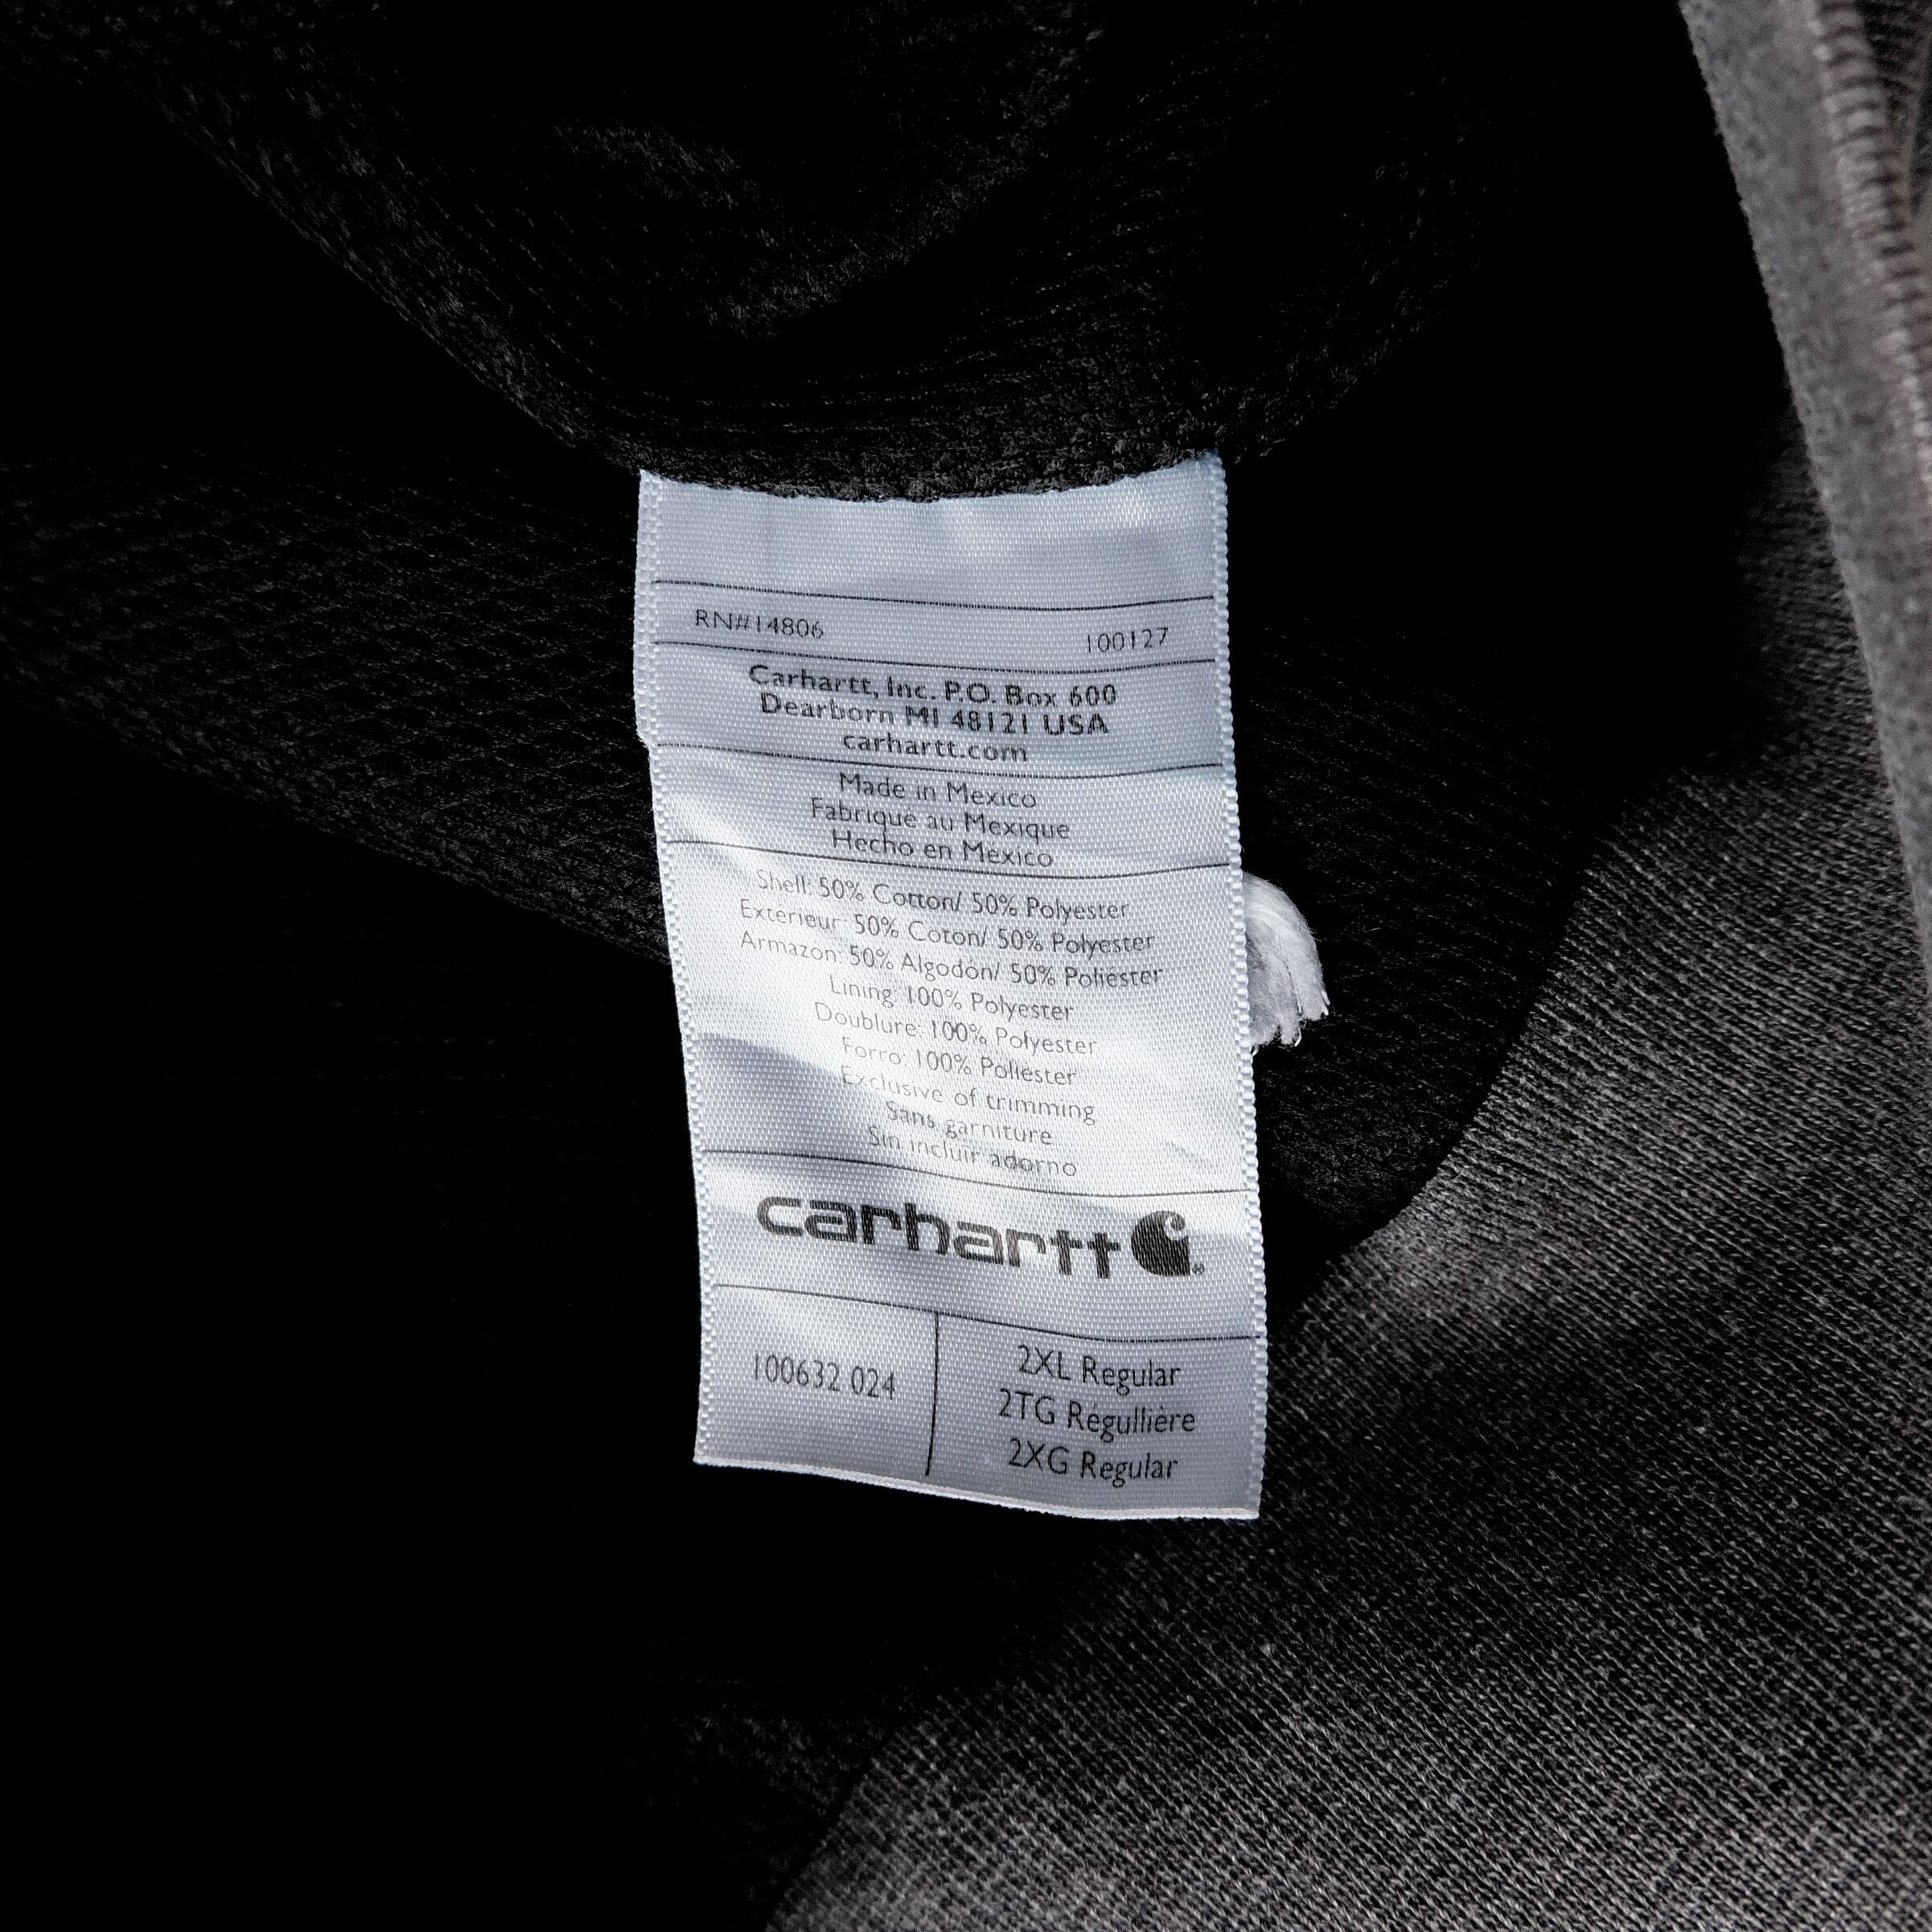 RN#14806 100127
Carhartt, Inc. P.O. Box 600
Dearborn MI 48121 USA
carhartt.com
Made in Mexico
Fabriqué au Mexique
Hecho en Mexico
Shell: 50% Cotton/ 50% Polyester
Exterieur: 50% Coton/ 50% Polyester
Armazon: 50% Algodón/ 50% Poliester
Lining: 100% Polyester
Doublure: 100% Polyester
Forro: 100% Poliester
Exclusive of trimming
Sans garniture
Sin incluir adorno
carhartt
100632 024
2XL Regular
2TG Régullière
2XG Regular